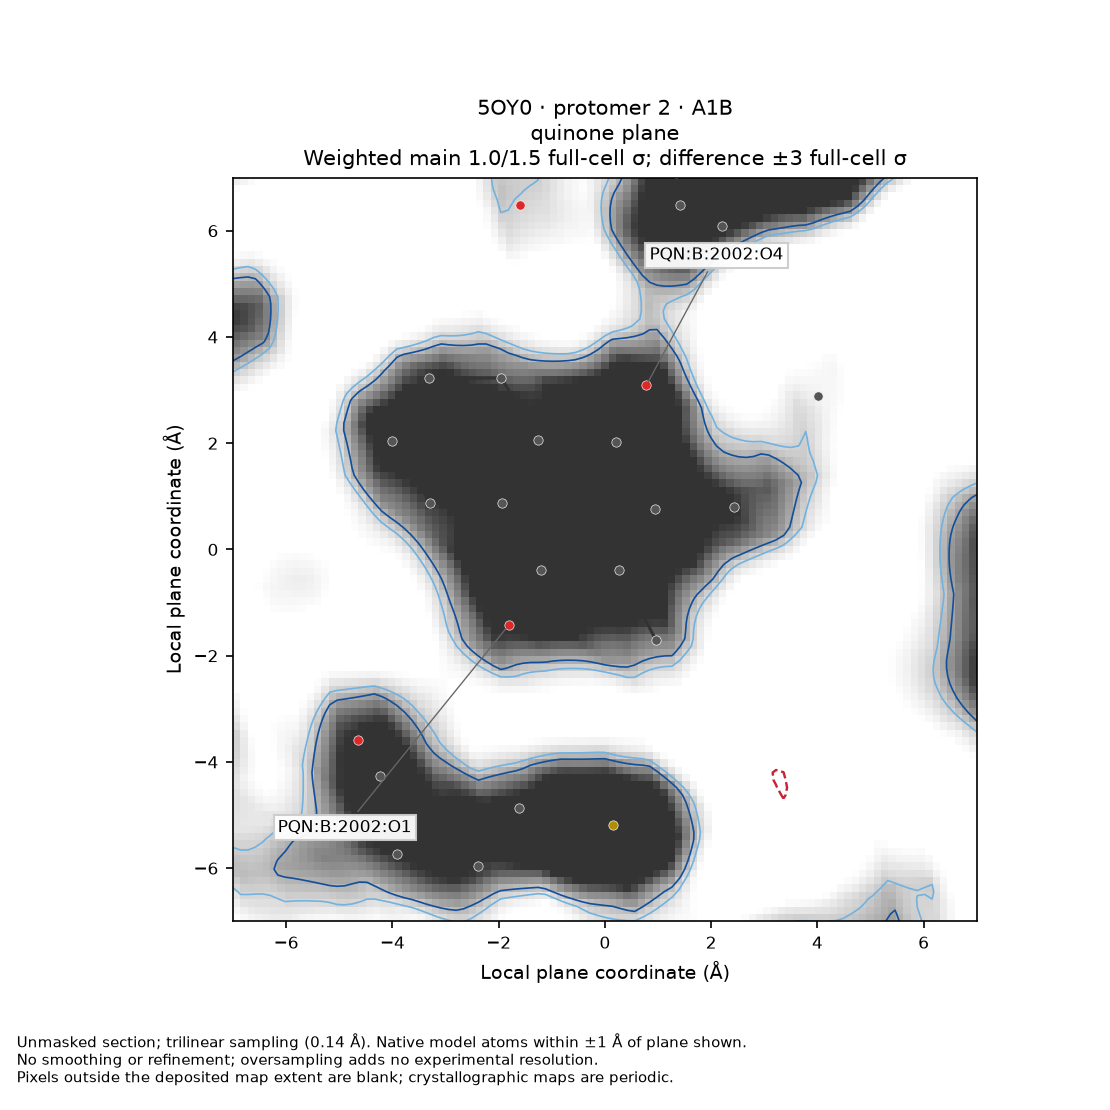 5OY0 · protomer 2 · A1B
quinone plane
Weighted main 1.0/1.5 full-cell σ; difference ±3 full-cell σ
6
PQN:B:2002:O4
4
2
0
−2
−4
PQN:B:2002:O1
−6
−6 −4 −2 0 2 4 6
Local plane coordinate (Å)
Local plane coordinate (Å)
Unmasked section; trilinear sampling (0.14 Å). Native model atoms within ±1 Å of plane shown.
No smoothing or refinement; oversampling adds no experimental resolution.
Pixels outside the deposited map extent are blank; crystallographic maps are periodic.